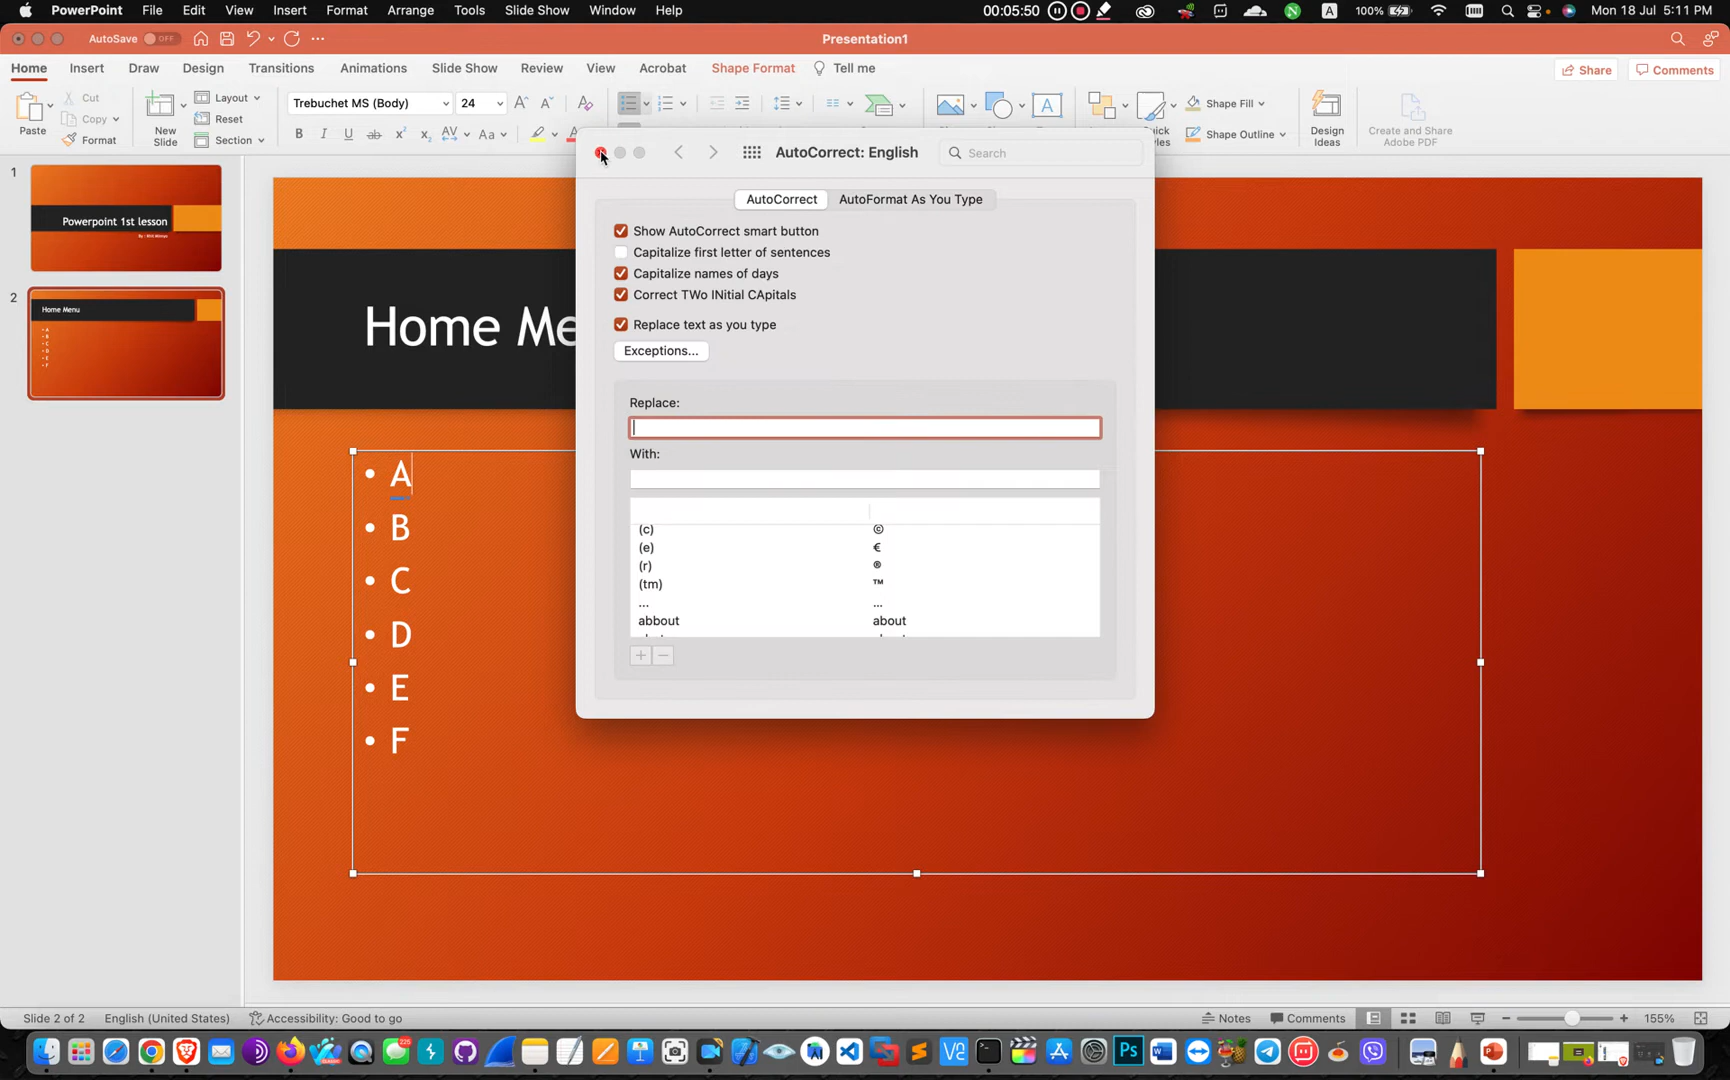 PowerPoint File Edit View Insert Format Arrange Tools Slide Show Window Help 00:05:50 A 100% Mon 18 Jul 5:11 PM
AutoSave OFF Presentation1
Home Insert Draw Design Transitions Animations Slide Show Review View Acrobat Shape Format Tell me Share Comments
Paste Cut Copy Format New Slide Layout Reset Section Trebuchet MS (Body) 24 Shape Fill Shape Outline Design Ideas Create and Share Adobe PDF
AutoCorrect: English Search
AutoCorrect AutoFormat As You Type
Show AutoCorrect smart button
Capitalize first letter of sentences
Capitalize names of days
Correct TWo INitial CApitals
Replace text as you type
Exceptions...
Replace:
With:
(c) ©
(e) €
(r) ®
(tm) ™
... ...
abbout about
1
Powerpoint 1st lesson
2
Home Menu
• A
• B
• C
• D
• E
• F
Home Me
• A
• B
• C
• D
• E
• F
Slide 2 of 2 English (United States) Accessibility: Good to go Notes Comments 155%